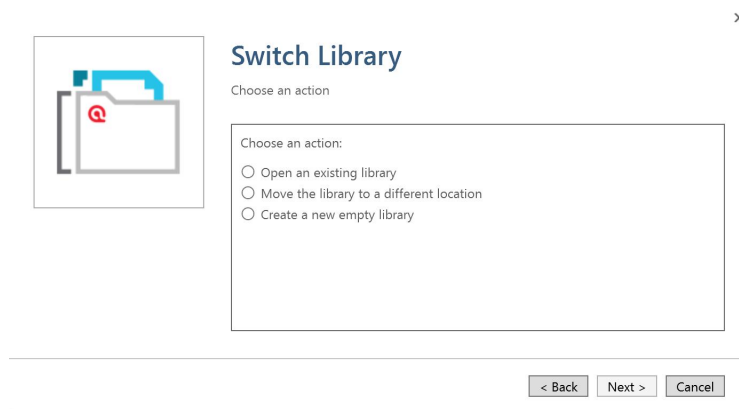 Switch Library
Choose an action
Choose an action:
Open an existing library
Move the library to a different location
Create a new empty library
< Back
Next >
Cancel